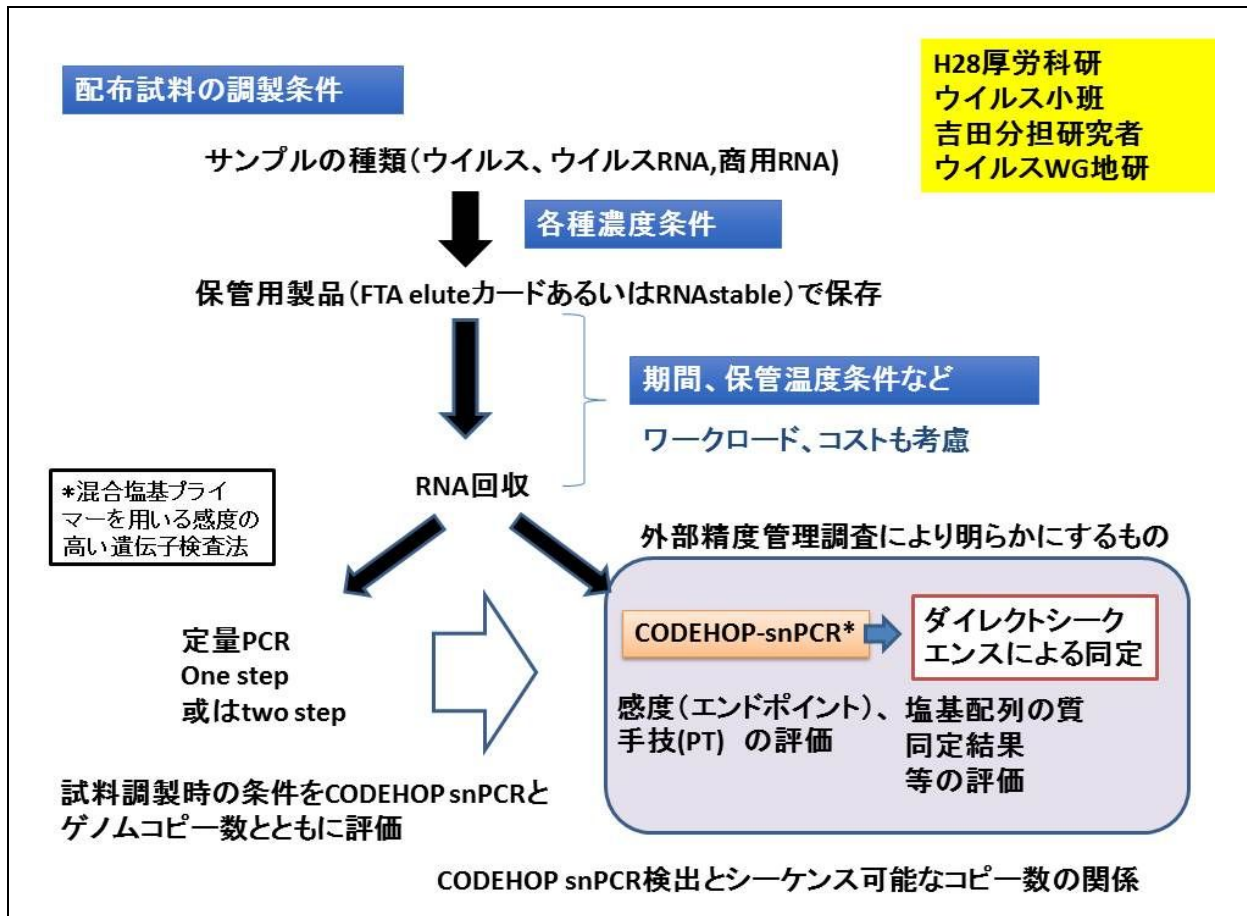 配布試料の調製条件
H28厚労科研
ウイルス小班
吉田分担研究者
ウイルスWG地研
サンプルの種類(ウイルス、ウイルスRNA,商用RNA)
各種濃度条件
保管用製品(FTA eluteカードあるいはRNAstable)で保存
期間、保管温度条件など
ワークロード、コストも考慮
RNA回収
*混合塩基プライ
マーを用いる感度の
高い遺伝子検査法
外部精度管理調査により明らかにするもの
定量PCR
One step
或はtwo step
CODEHOP-snPCR*
ダイレクトシーク
エンスによる同定
感度(エンドポイント)、
手技(PT) の評価
塩基配列の質
同定結果
等の評価
試料調製時の条件をCODEHOP snPCRと
ゲノムコピー数とともに評価
CODEHOP snPCR検出とシーケンス可能なコピー数の関係